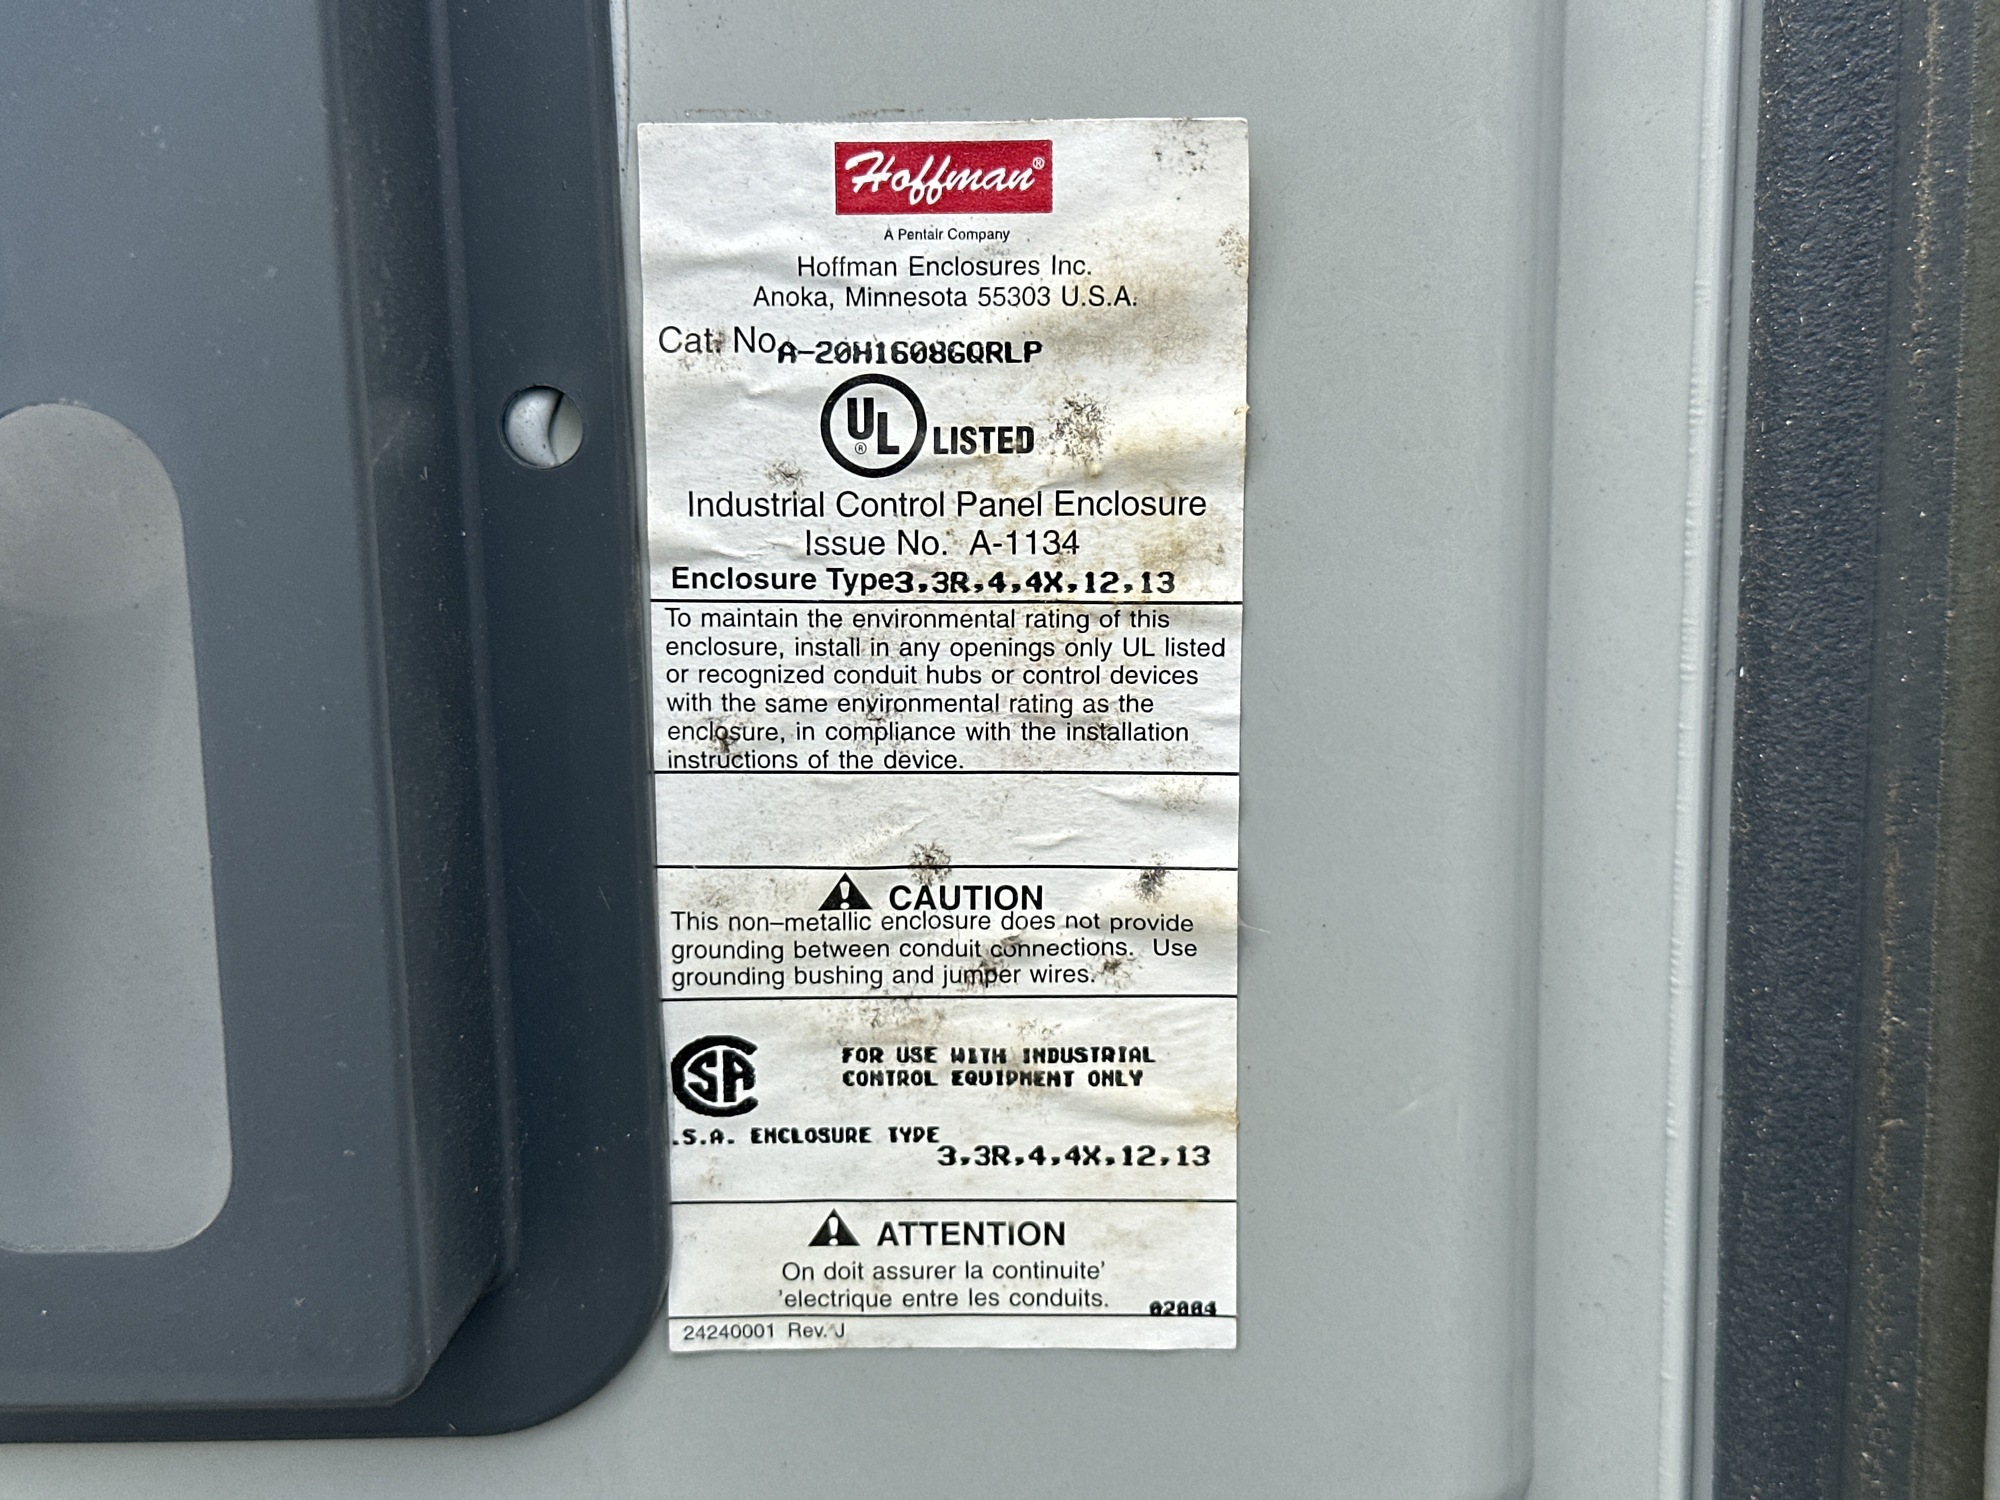 Hoffman®
A Pentair Company
Hoffman Enclosures Inc.
Anoka, Minnesota 55303 U.S.A.
Cat. No. A-20H1608GQRLP
UL® LISTED
Industrial Control Panel Enclosure
Issue No. A-1134
Enclosure Type 3,3R,4,4X,12,13
To maintain the environmental rating of this
enclosure, install in any openings only UL listed
or recognized conduit hubs or control devices
with the same environmental rating as the
enclosure, in compliance with the installation
instructions of the device.
CAUTION
This non-metallic enclosure does not provide
grounding between conduit connections. Use
grounding bushing and jumper wires.
CSA
FOR USE WITH INDUSTRIAL
CONTROL EQUIPMENT ONLY
.S.A. ENCLOSURE TYPE
3,3R,4,4X,12,13
ATTENTION
On doit assurer la continuite'
'electrique entre les conduits.
02004
24240001 Rev. J